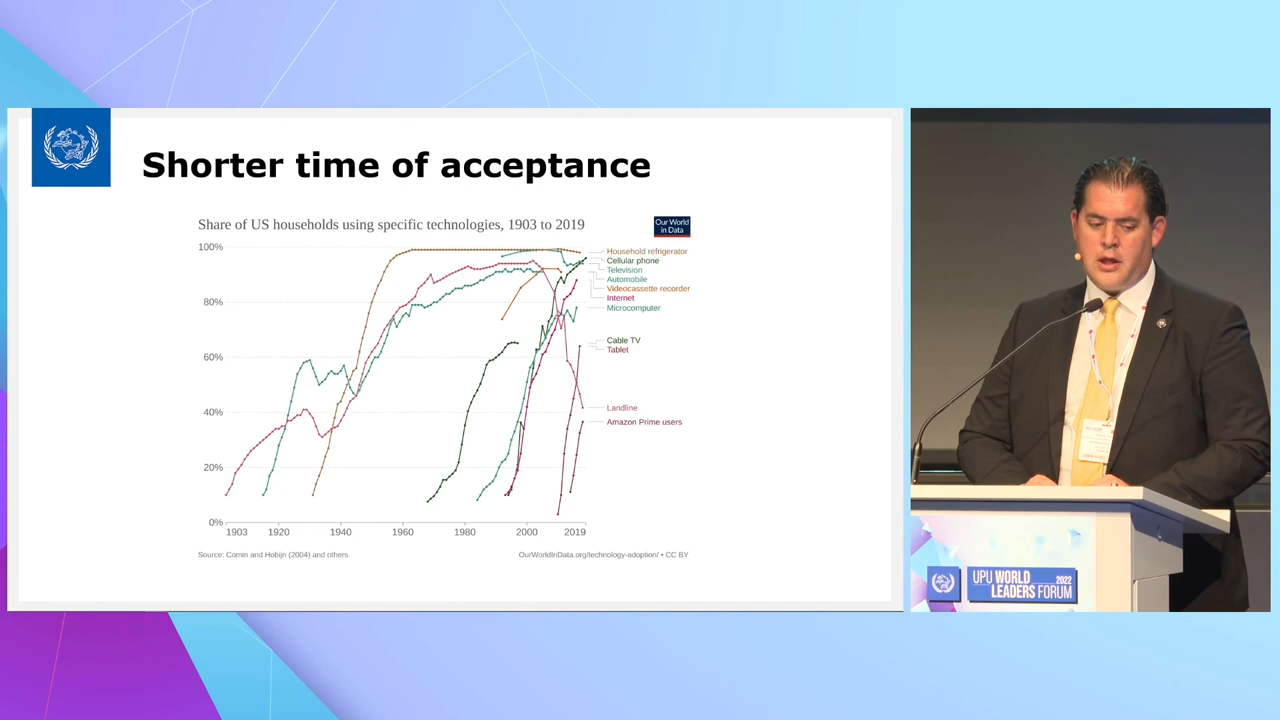 Shorter time of acceptance
Share of US households using specific technologies, 1903 to 2019
Our World
in Data
100%
80%
60%
40%
20%
0%
1903
1920
1940
1960
1980
2000
2019
Household refrigerator
Cellular phone
Television
Automobile
Videocassette recorder
Internet
Microcomputer
Cable TV
Tablet
Landline
Amazon Prime users
Source: Comin and Hobijn (2004) and others
OurWorldInData.org/technology-adoption/ • CC BY
UPU WORLD 2022
LEADERS FORUM